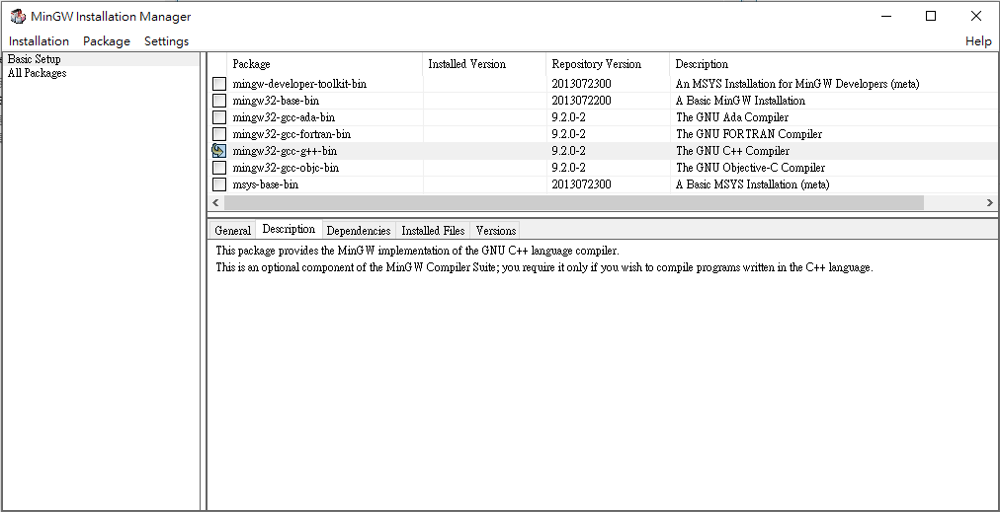 MinGW Installation Manager
Installation Package Settings Help
Basic Setup
All Packages
Package Installed Version Repository Version Description
mingw-developer-toolkit-bin 2013072300 An MSYS Installation for MinGW Developers (meta)
mingw32-base-bin 2013072200 A Basic MinGW Installation
mingw32-gcc-ada-bin 9.2.0-2 The GNU Ada Compiler
mingw32-gcc-fortran-bin 9.2.0-2 The GNU FORTRAN Compiler
mingw32-gcc-g++-bin 9.2.0-2 The GNU C++ Compiler
mingw32-gcc-objc-bin 9.2.0-2 The GNU Objective-C Compiler
msys-base-bin 2013072300 A Basic MSYS Installation (meta)
General Description Dependencies Installed Files Versions
This package provides the MinGW implementation of the GNU C++ language compiler.
This is an optional component of the MinGW Compiler Suite; you require it only if you wish to compile programs written in the C++ language.